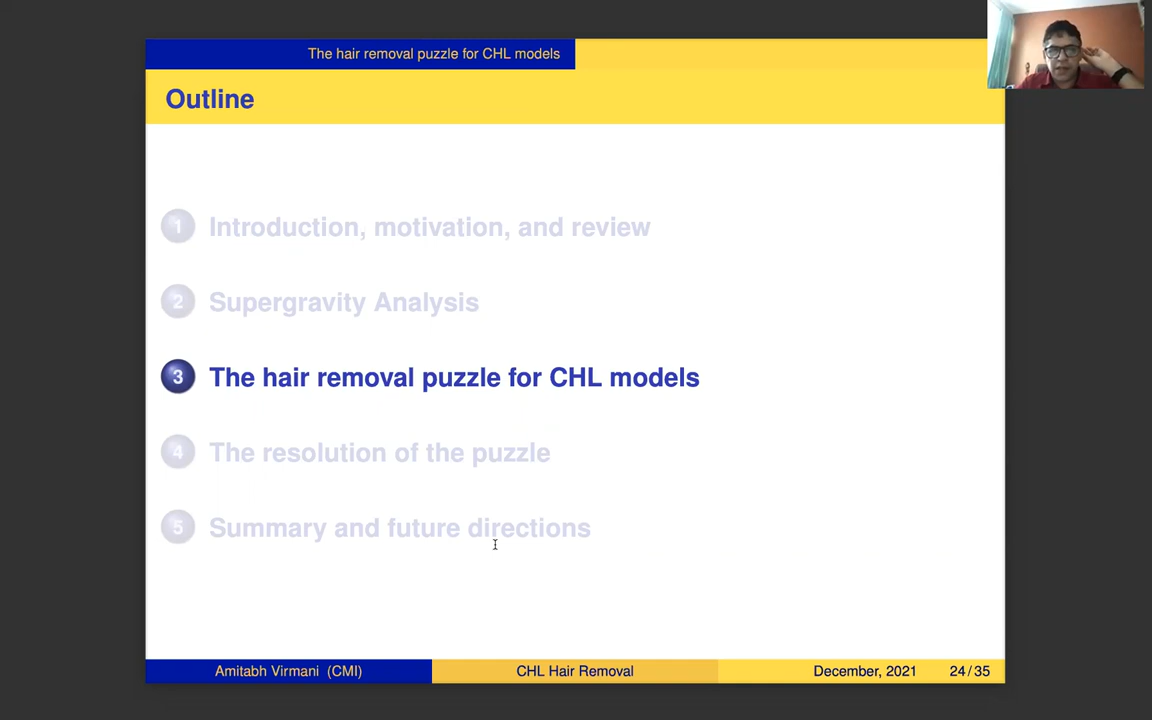 The hair removal puzzle for CHL models
Outline
1 Introduction, motivation, and review
2 Supergravity Analysis
3 The hair removal puzzle for CHL models
4 The resolution of the puzzle
5 Summary and future directions
Amitabh Virmani (CMI) CHL Hair Removal December, 2021 24/35